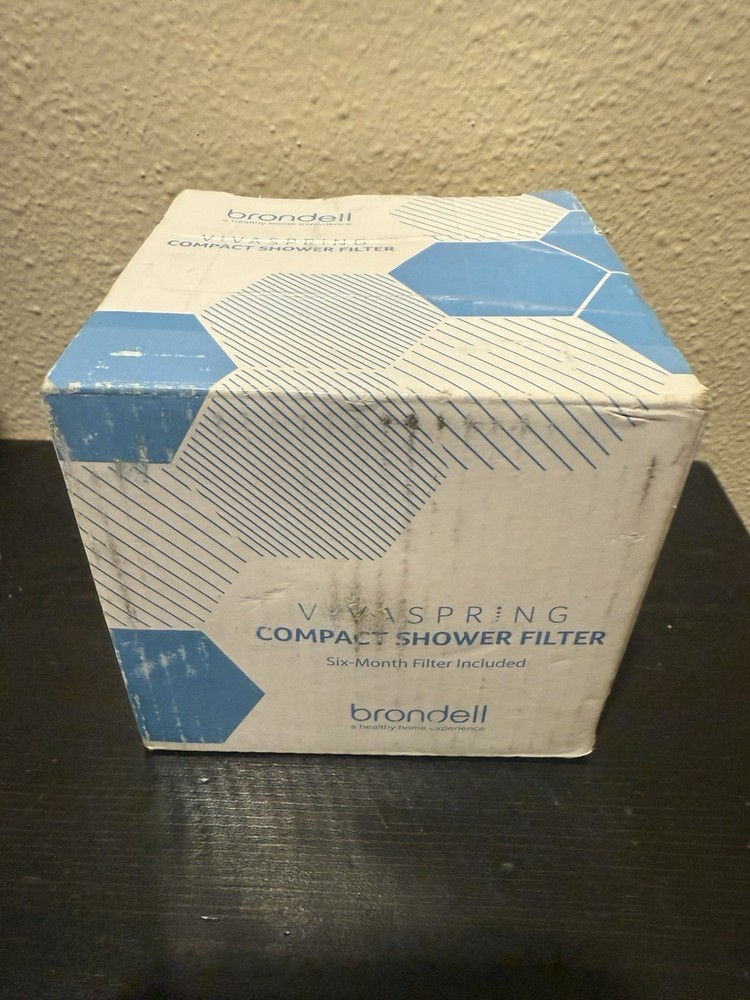 brondell
a healthy home experience
VIVASPRING
COMPACT SHOWER FILTER
VIVASPRING
COMPACT SHOWER FILTER
Six-Month Filter Included
brondell
a healthy home experience